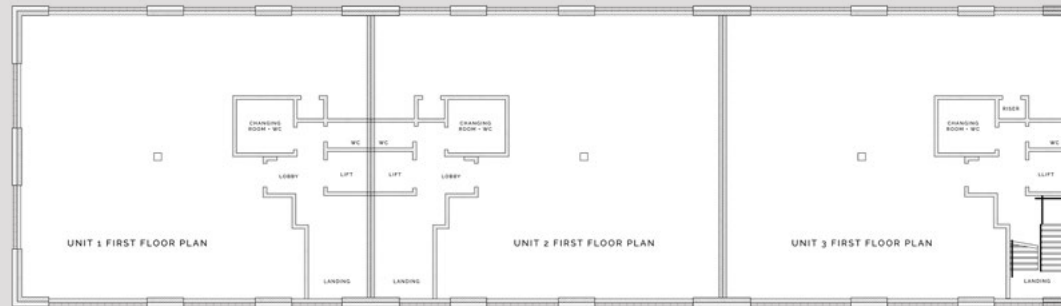 CHANGING
ROOM + WC
CHANGING
ROOM + WC
CHANGING
ROOM + WC
RISER
WC
WC
WC
LOBBY
LIFT
LIFT
LOBBY
LLIFT
UNIT 1 FIRST FLOOR PLAN
UNIT 2 FIRST FLOOR PLAN
UNIT 3 FIRST FLOOR PLAN
LANDING
LANDING
LANDING